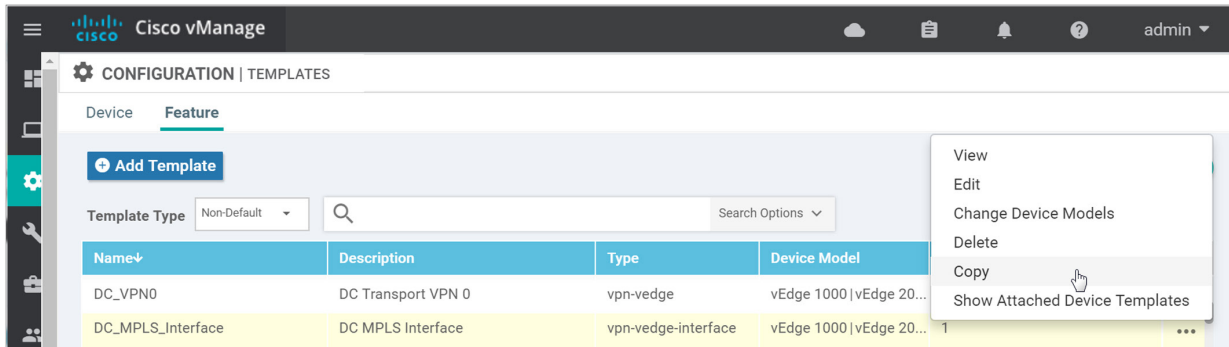 cisco Cisco vManage admin
CONFIGURATION | TEMPLATES
Device Feature
Add Template
Template Type Non-Default Search Options
Name Description Type Device Model
DC_VPN0 DC Transport VPN 0 vpn-vedge vEdge 1000|vEdge 20...
DC_MPLS_Interface DC MPLS Interface vpn-vedge-interface vEdge 1000|vEdge 20... 1
View
Edit
Change Device Models
Delete
Copy
Show Attached Device Templates